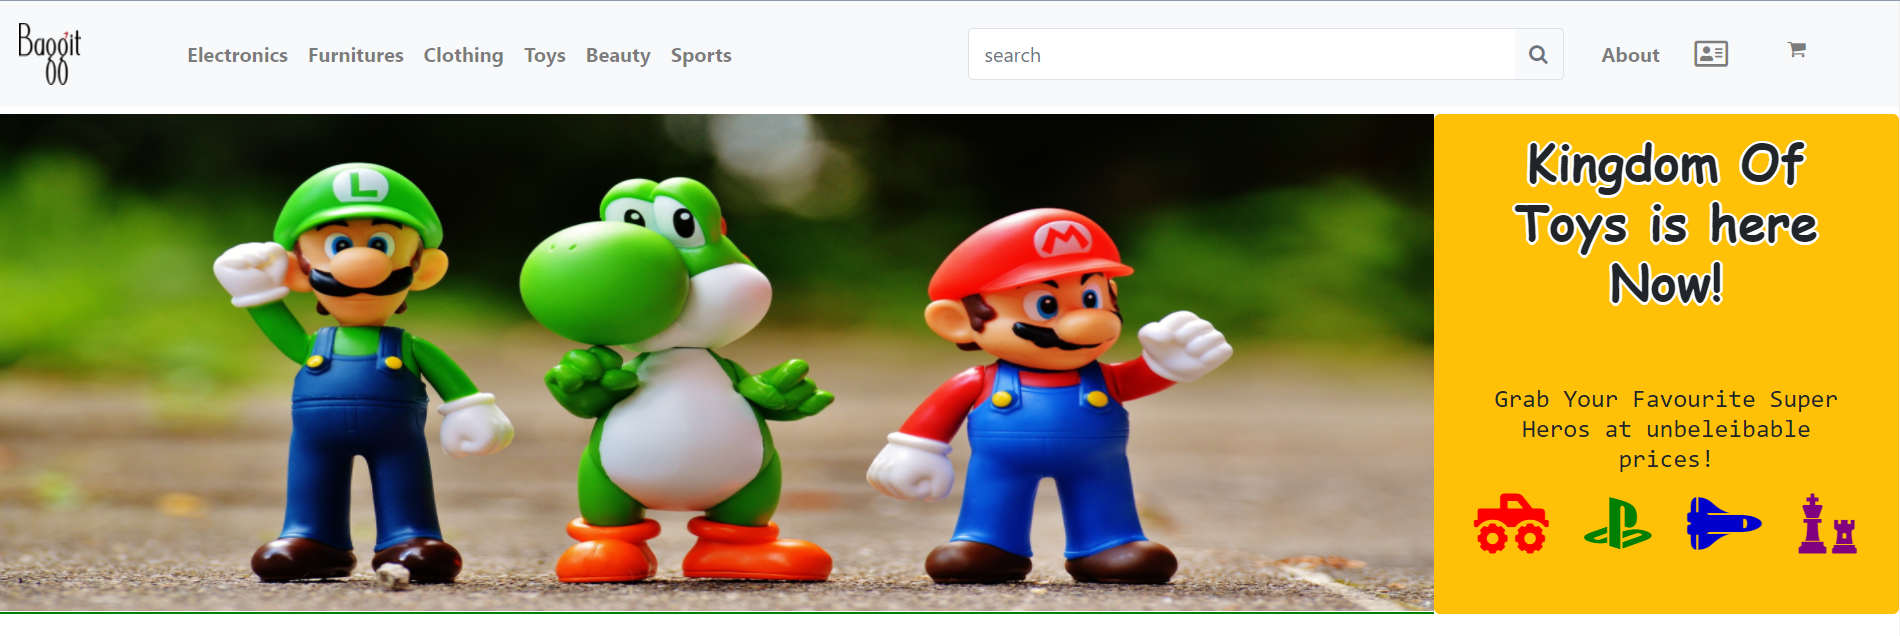 Baggit
Electronics Furnitures Clothing Toys Beauty Sports
search
About
L
M
Kingdom Of
Toys is here
Now!
Grab Your Favourite Super
Heros at unbeleibable
prices!